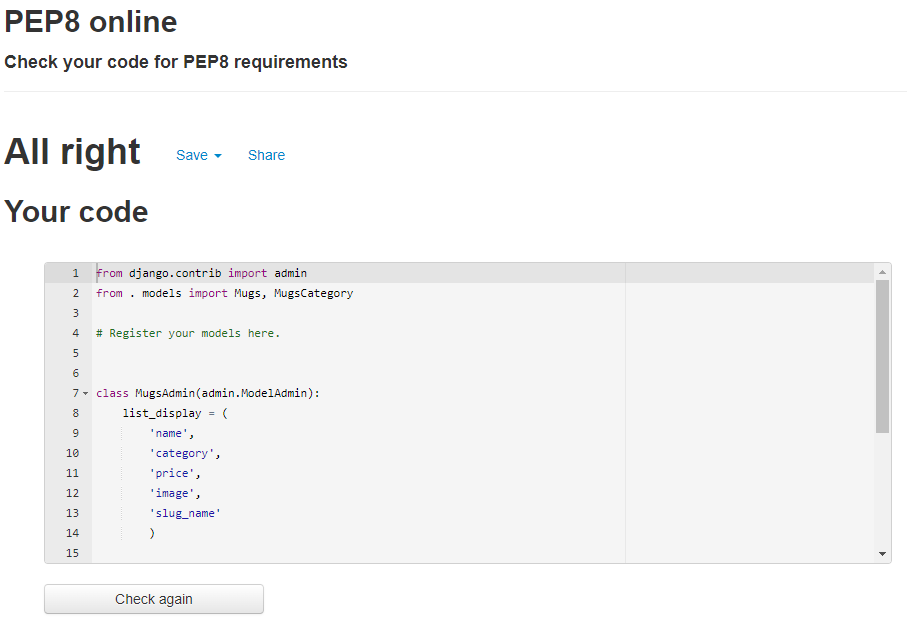 PEP8 online
Check your code for PEP8 requirements
All right Save Share
Your code
1 from django.contrib import admin
2 from . models import Mugs, MugsCategory
3
4 # Register your models here.
5
6
7 class MugsAdmin(admin.ModelAdmin):
8     list_display = (
9         'name',
10         'category',
11         'price',
12         'image',
13         'slug_name'
14         )
15
Check again